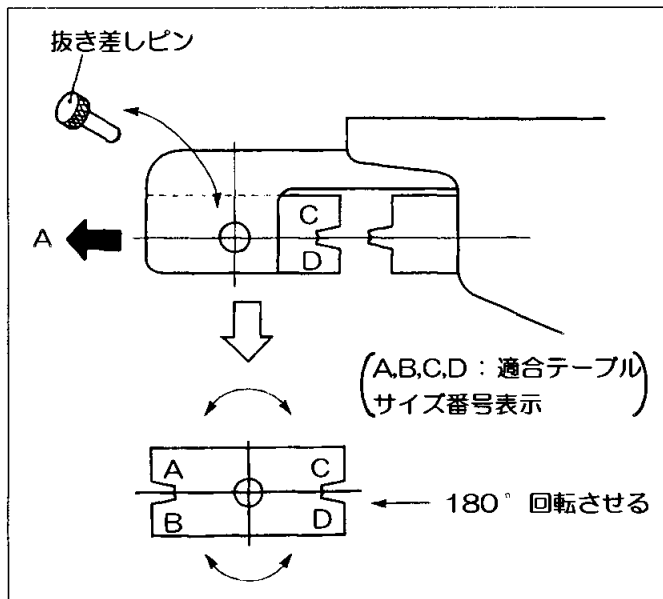 抜き差しピン
A
C
D
(A,B,C,D : 適合テーブル
サイズ番号表示)
A C
B D
180° 回転させる